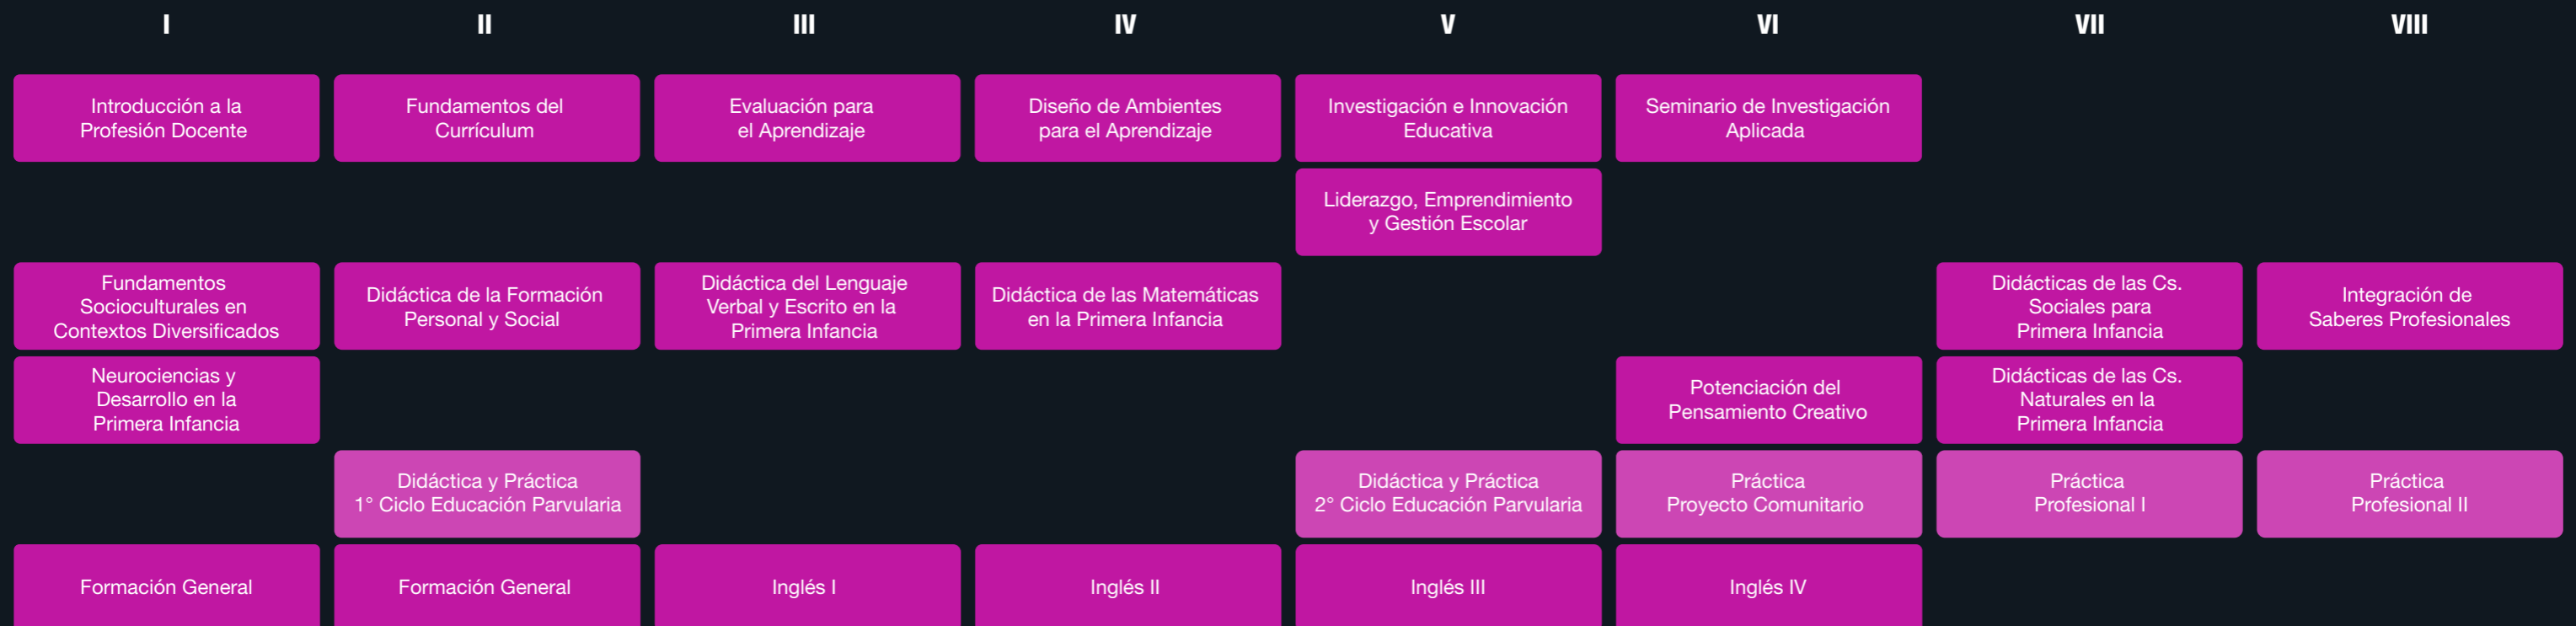 I II III IV V VI VII VIII
Introducción a la
Profesión Docente
Fundamentos del
Currículum
Evaluación para
el Aprendizaje
Diseño de Ambientes
para el Aprendizaje
Investigación e Innovación
Educativa
Seminario de Investigación
Aplicada
Liderazgo, Emprendimiento
y Gestión Escolar
Fundamentos
Socioculturales en
Contextos Diversificados
Didáctica de la Formación
Personal y Social
Didáctica del Lenguaje
Verbal y Escrito en la
Primera Infancia
Didáctica de las Matemáticas
en la Primera Infancia
Didácticas de las Cs.
Sociales para
Primera Infancia
Integración de
Saberes Profesionales
Neurociencias y
Desarrollo en la
Primera Infancia
Potenciación del
Pensamiento Creativo
Didácticas de las Cs.
Naturales en la
Primera Infancia
Didáctica y Práctica
1° Ciclo Educación Parvularia
Didáctica y Práctica
2° Ciclo Educación Parvularia
Práctica
Proyecto Comunitario
Práctica
Profesional I
Práctica
Profesional II
Formación General
Formación General
Inglés I
Inglés II
Inglés III
Inglés IV